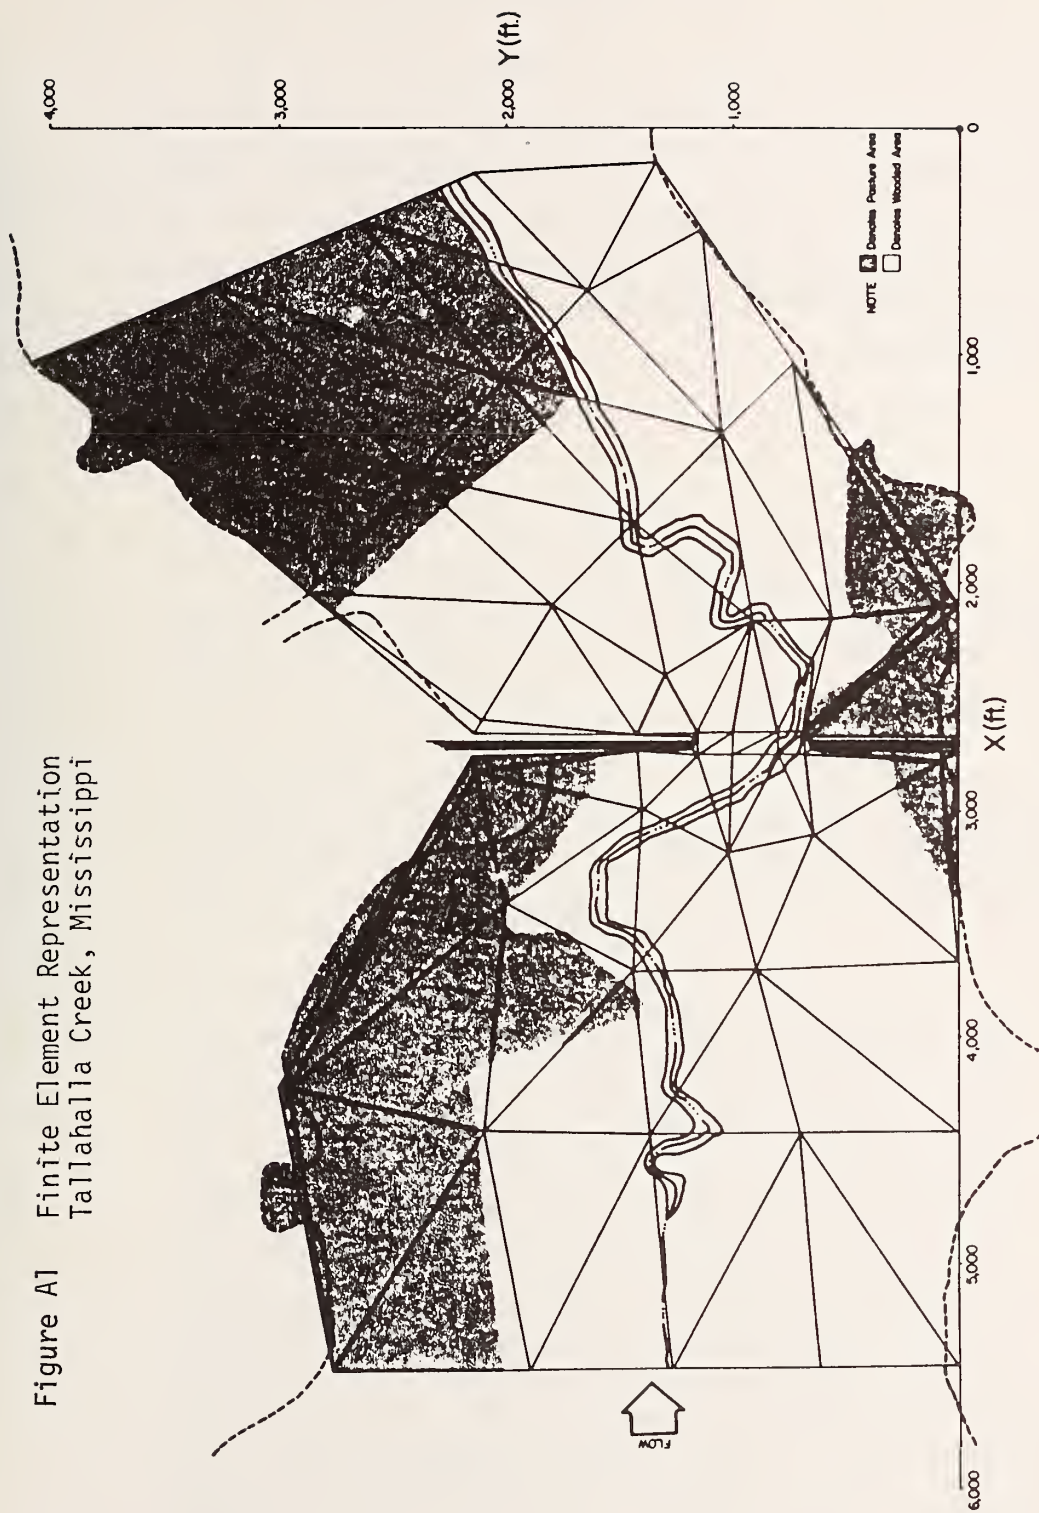 Figure A1 Finite Element Representation
Tallahalla Creek, Mississippi
4,000
3,000
2,000
1,000
0
Y (ft.)
NOTE
Denotes Pasture Area
Denotes Wooded Area
FLOW
6,000
5,000
4,000
3,000
2,000
1,000
X (ft.)